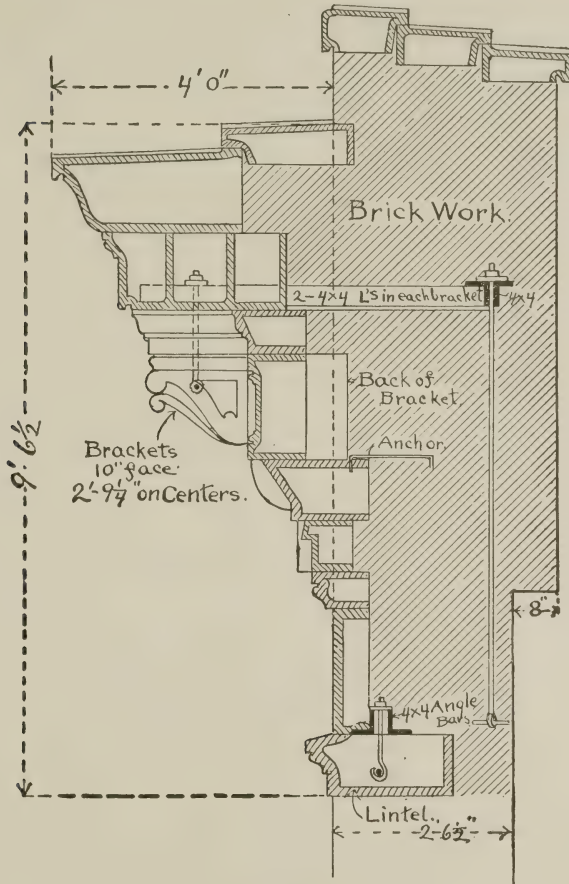 4' 0"
Brick Work.
2-4×4 L's in each bracket
4×4
Back of
Bracket
Anchor
Brackets
10" face.
2'-9¼" on Centers.
9'-6½
8"
4×4 Angle
Bars
Lintel.
2-6½"